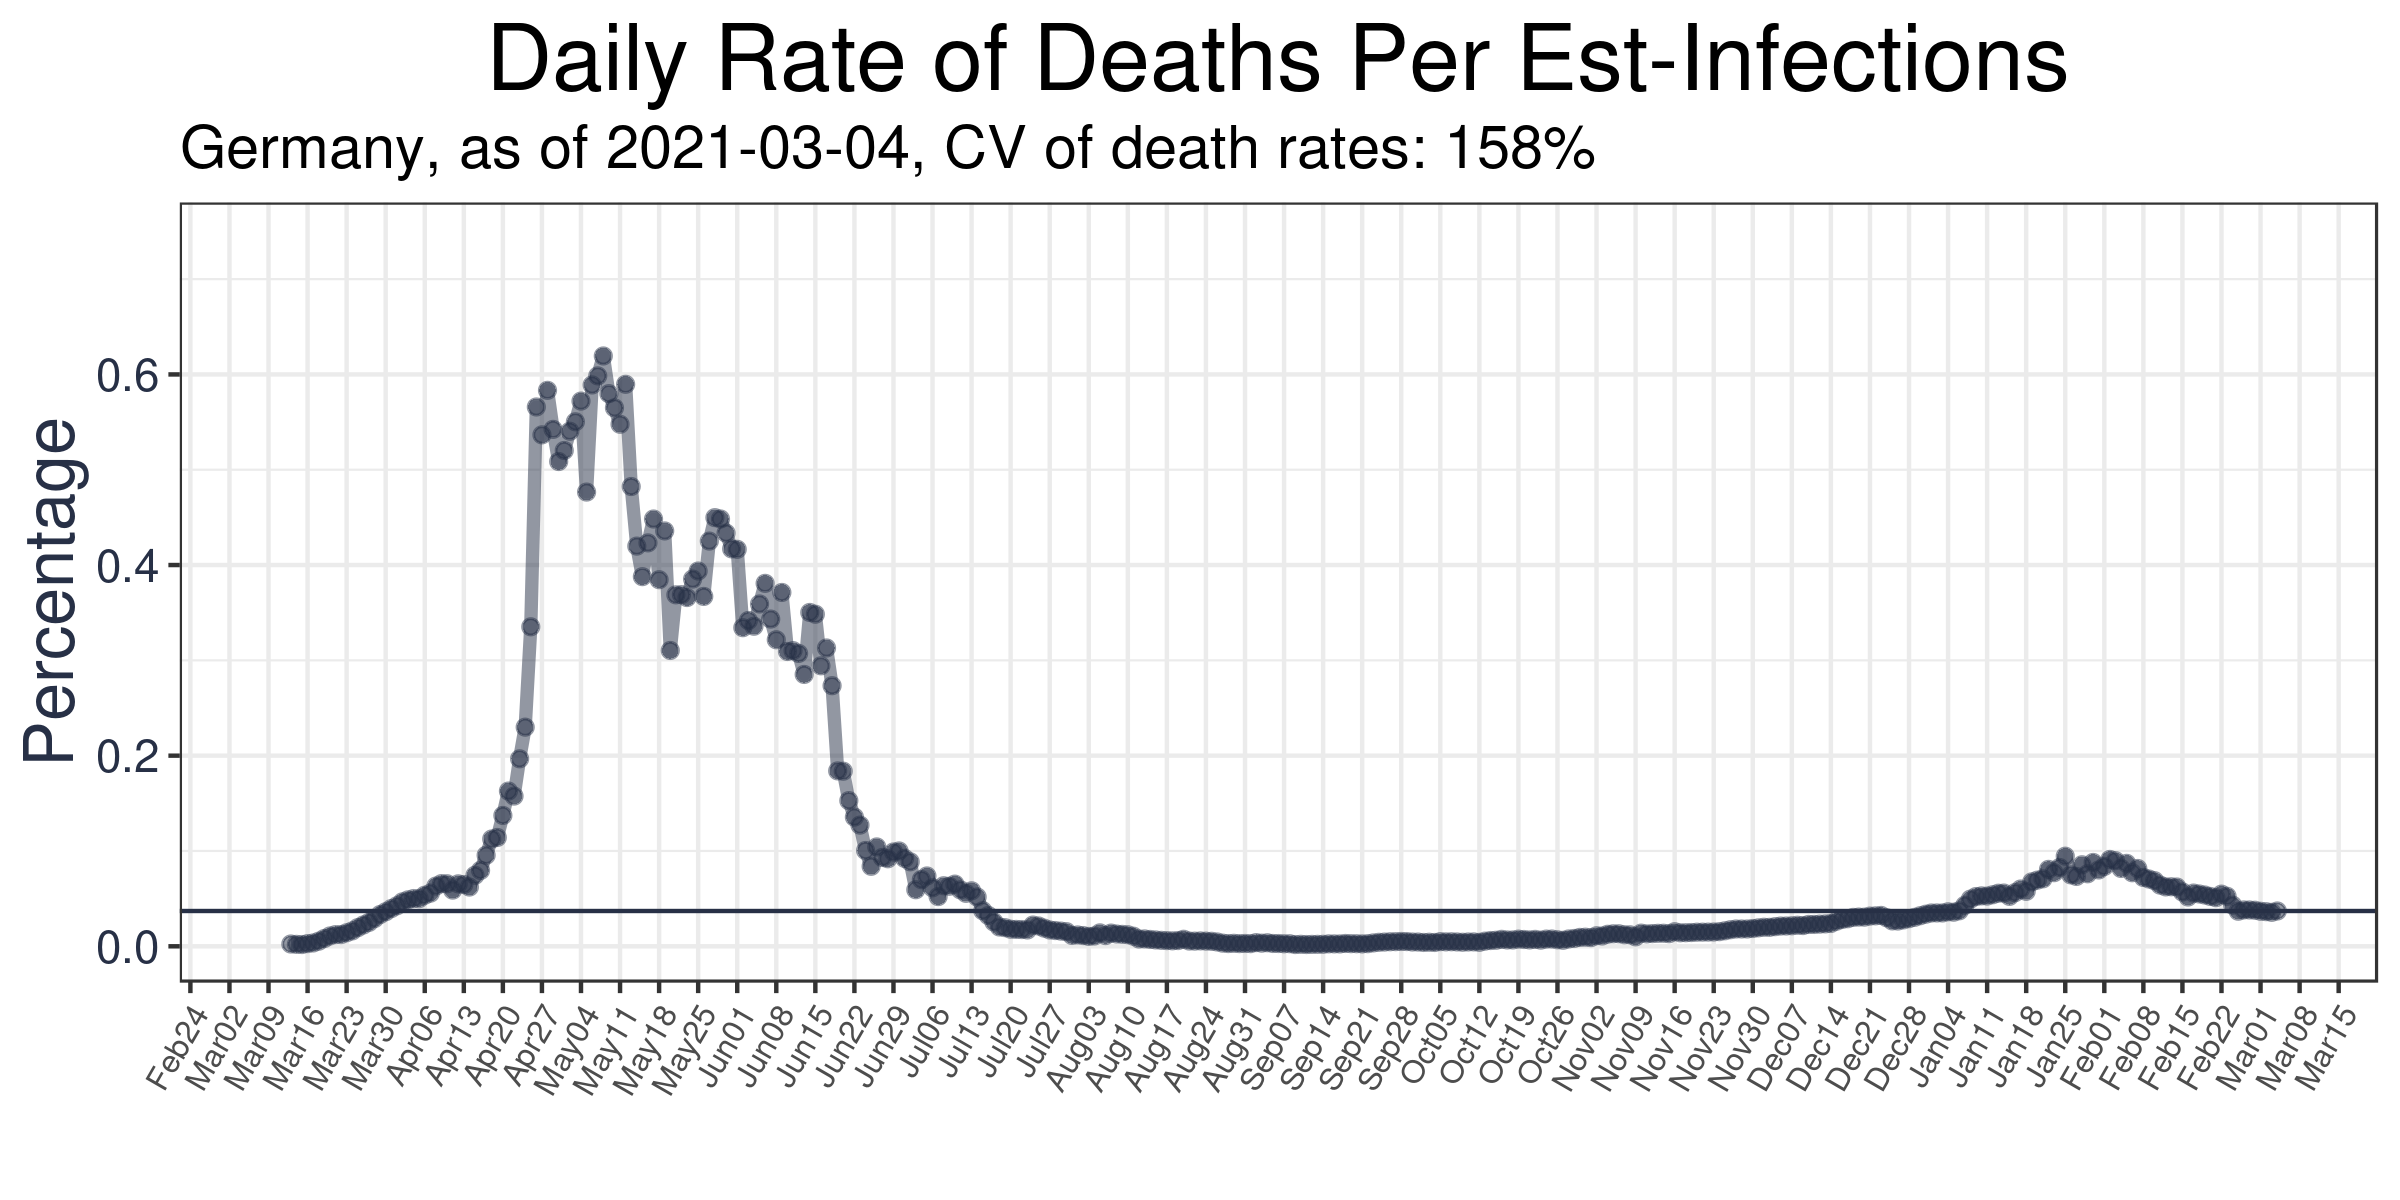 Daily Rate of Deaths Per Est-Infections
Germany, as of 2021-03-04, CV of death rates: 158%
Percentage
0.6
0.4
0.2
0.0
Feb24 Mar02 Mar09 Mar16 Mar23 Mar30 Apr06 Apr13 Apr20 Apr27 May04 May11 May18 May25 Jun01 Jun08 Jun15 Jun22 Jun29 Jul06 Jul13 Jul20 Jul27 Aug03 Aug10 Aug17 Aug24 Aug31 Sep07 Sep14 Sep21 Sep28 Oct05 Oct12 Oct19 Oct26 Nov02 Nov09 Nov16 Nov23 Nov30 Dec07 Dec14 Dec21 Dec28 Jan04 Jan11 Jan18 Jan25 Feb01 Feb08 Feb15 Feb22 Mar01 Mar08 Mar15